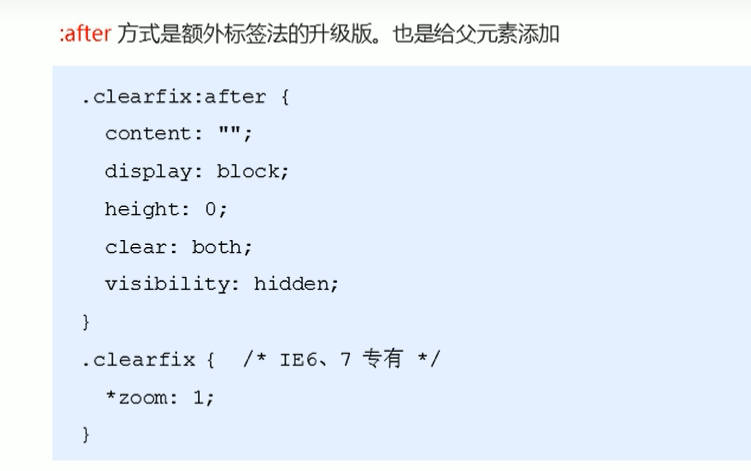 :after 方式是额外标签法的升级版。也是给父元素添加
.clearfix:after {
content: "";
display: block;
height: 0;
clear: both;
visibility: hidden;
}
.clearfix { /* IE6、7 专有 */
*zoom: 1;
}